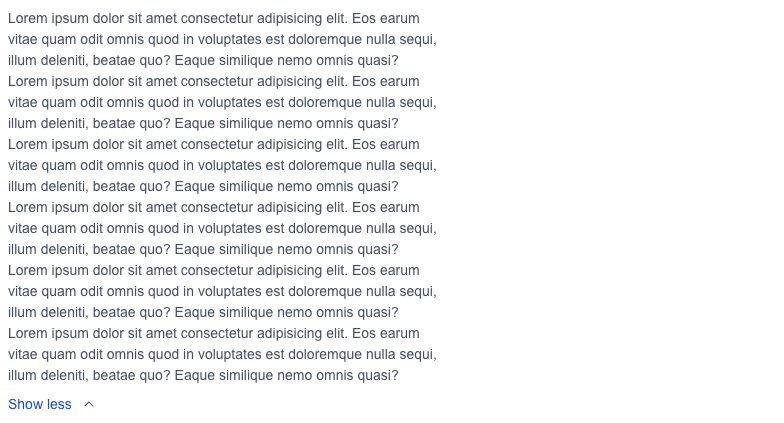 Lorem ipsum dolor sit amet consectetur adipisicing elit. Eos earum
vitae quam odit omnis quod in voluptates est doloremque nulla sequi,
illum deleniti, beatae quo? Eaque similique nemo omnis quasi?
Lorem ipsum dolor sit amet consectetur adipisicing elit. Eos earum
vitae quam odit omnis quod in voluptates est doloremque nulla sequi,
illum deleniti, beatae quo? Eaque similique nemo omnis quasi?
Lorem ipsum dolor sit amet consectetur adipisicing elit. Eos earum
vitae quam odit omnis quod in voluptates est doloremque nulla sequi,
illum deleniti, beatae quo? Eaque similique nemo omnis quasi?
Lorem ipsum dolor sit amet consectetur adipisicing elit. Eos earum
vitae quam odit omnis quod in voluptates est doloremque nulla sequi,
illum deleniti, beatae quo? Eaque similique nemo omnis quasi?
Lorem ipsum dolor sit amet consectetur adipisicing elit. Eos earum
vitae quam odit omnis quod in voluptates est doloremque nulla sequi,
illum deleniti, beatae quo? Eaque similique nemo omnis quasi?
Lorem ipsum dolor sit amet consectetur adipisicing elit. Eos earum
vitae quam odit omnis quod in voluptates est doloremque nulla sequi,
illum deleniti, beatae quo? Eaque similique nemo omnis quasi?
Show less